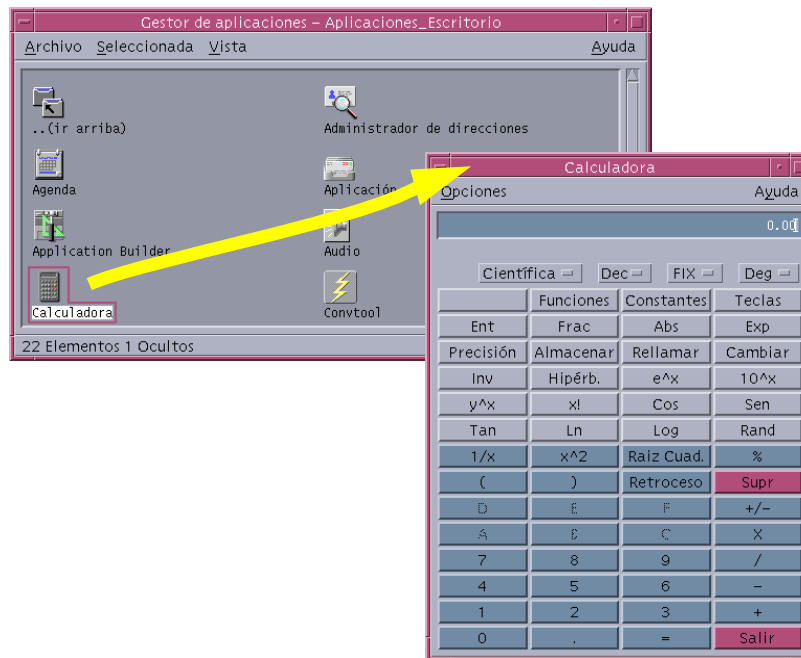 Gestor de aplicaciones – Aplicaciones_Escritorio
Archivo Seleccionada Vista Ayuda
..(ir arriba)
Administrador de direcciones
Agenda
Aplicación
Application Builder
Audio
Calculadora
Convtool
22 Elementos 1 Ocultos
Calculadora
Opciones Ayuda
0.00
Científica Dec FIX Deg
Funciones Constantes Teclas
Ent Frac Abs Exp
Precisión Almacenar Rellamar Cambiar
Inv Hipérb. e^x 10^x
y^x x! Cos Sen
Tan Ln Log Rand
1/x x^2 Raiz Cuad. %
( ) Retroceso Supr
D E F +/–
A B C X
7 8 9 /
4 5 6 –
1 2 3 +
0 . = Salir